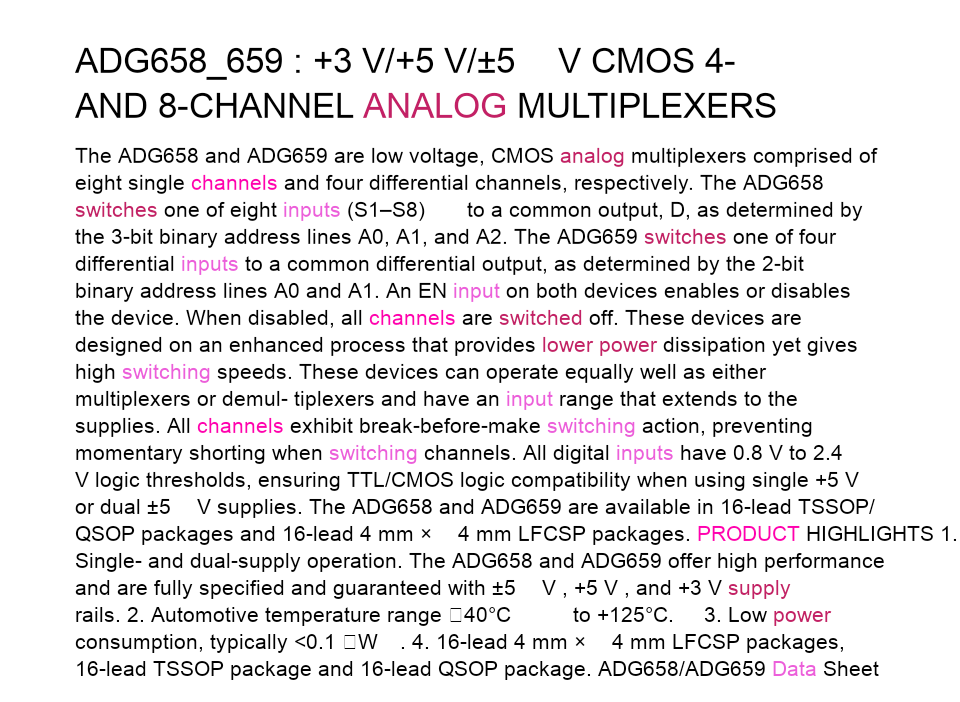 ADG658_659 : +3 V/+5 V/±5 V CMOS 4-
AND 8-CHANNEL ANALOG MULTIPLEXERS
The ADG658 and ADG659 are low voltage, CMOS analog multiplexers comprised of
eight single channels and four differential channels, respectively. The ADG658
switches one of eight inputs (S1–S8) to a common output, D, as determined by
the 3-bit binary address lines A0, A1, and A2. The ADG659 switches one of four
differential inputs to a common differential output, as determined by the 2-bit
binary address lines A0 and A1. An EN input on both devices enables or disables
the device. When disabled, all channels are switched off. These devices are
designed on an enhanced process that provides lower power dissipation yet gives
high switching speeds. These devices can operate equally well as either
multiplexers or demul- tiplexers and have an input range that extends to the
supplies. All channels exhibit break-before-make switching action, preventing
momentary shorting when switching channels. All digital inputs have 0.8 V to 2.4
V logic thresholds, ensuring TTL/CMOS logic compatibility when using single +5 V
or dual ±5 V supplies. The ADG658 and ADG659 are available in 16-lead TSSOP/
QSOP packages and 16-lead 4 mm × 4 mm LFCSP packages. PRODUCT HIGHLIGHTS 1.
Single- and dual-supply operation. The ADG658 and ADG659 offer high performance
and are fully specified and guaranteed with ±5 V , +5 V , and +3 V supply
rails. 2. Automotive temperature range 40°C to +125°C. 3. Low power
consumption, typically <0.1 W . 4. 16-lead 4 mm × 4 mm LFCSP packages,
16-lead TSSOP package and 16-lead QSOP package. ADG658/ADG659 Data Sheet